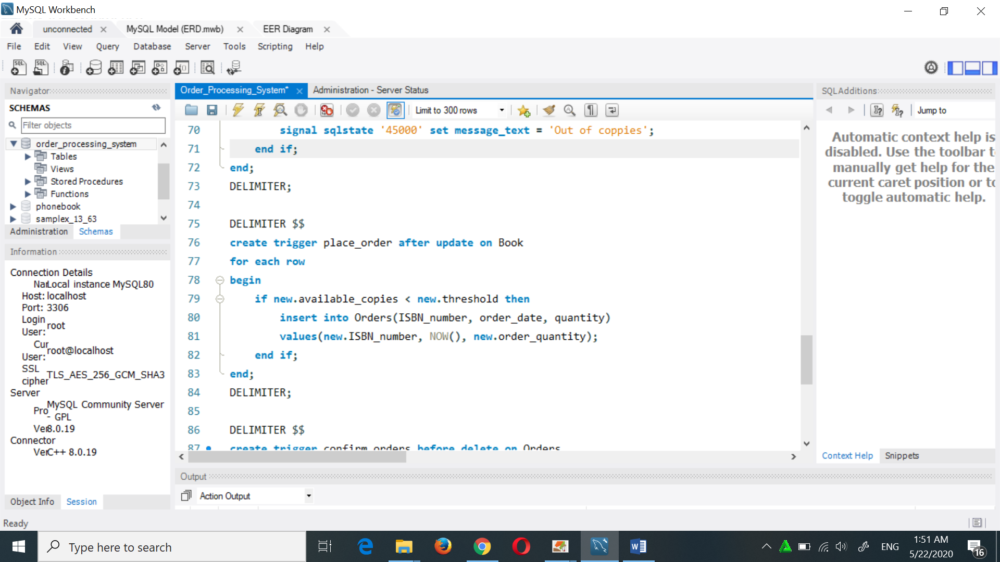 MySQL Workbench
unconnected
MySQL Model (ERD.mwb)
EER Diagram
File Edit View Query Database Server Tools Scripting Help
Navigator
SCHEMAS
Filter objects
order_processing_system
Tables
Views
Stored Procedures
Functions
phonebook
samplex_13_63
Administration Schemas
Information
Connection Details
Local instance MySQL80
Host: localhost
Port: 3306
Login
User: root
Cur
User: root@localhost
SSL
cipher TLS_AES_256_GCM_SHA3
Server
Pro MySQL Community Server
- GPL
Ver 8.0.19
Connector
Ver C++ 8.0.19
Object Info Session
Order_Processing_System*
Administration - Server Status
Limit to 300 rows
70 signal sqlstate '45000' set message_text = 'Out of coppies';
71 end if;
72 end;
73 DELIMITER;
74
75 DELIMITER $$
76 create trigger place_order after update on Book
77 for each row
78 begin
79 if new.available_copies < new.threshold then
80 insert into Orders(ISBN_number, order_date, quantity)
81 values(new.ISBN_number, NOW(), new.order_quantity);
82 end if;
83 end;
84 DELIMITER;
85
86 DELIMITER $$
87 create trigger confirm_orders before delete on Orders
SQLAdditions
Jump to
Automatic context help is
disabled. Use the toolbar t
manually get help for the
current caret position or to
toggle automatic help.
Context Help Snippets
Output
Action Output
Ready
Type here to search
ENG
1:51 AM
5/22/2020
16